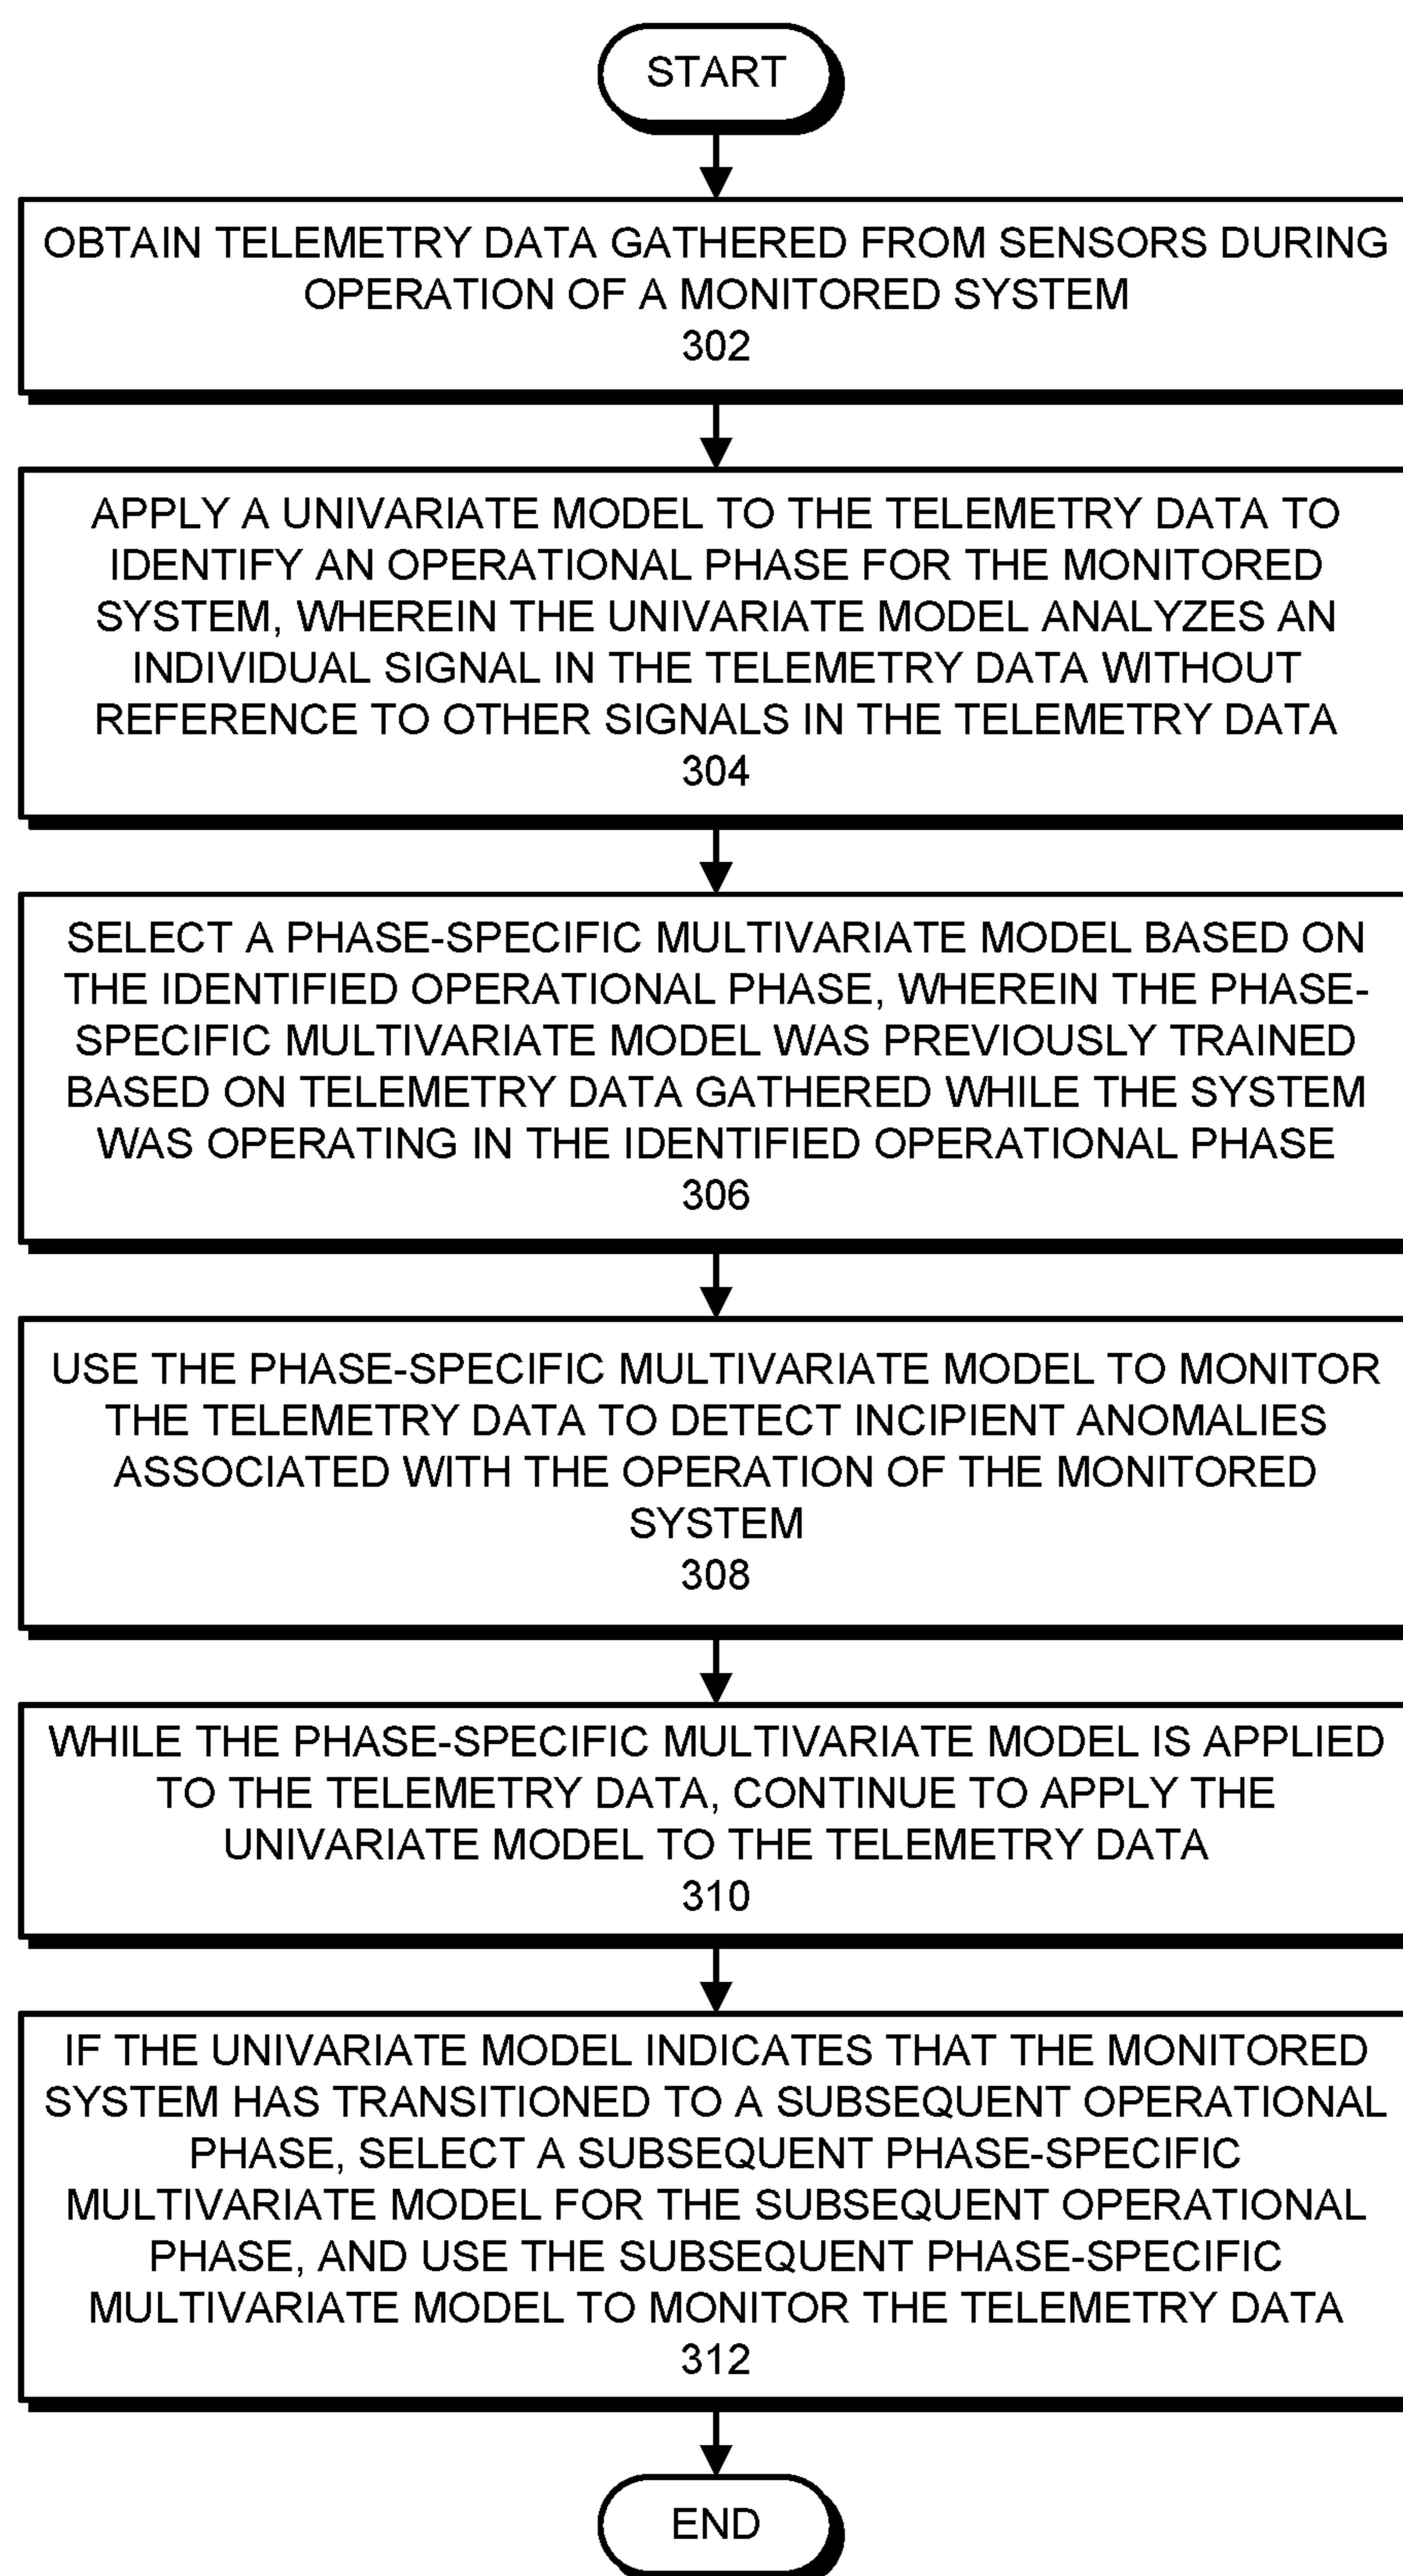 START
OBTAIN TELEMETRY DATA GATHERED FROM SENSORS DURING
OPERATION OF A MONITORED SYSTEM
302
APPLY A UNIVARIATE MODEL TO THE TELEMETRY DATA TO
IDENTIFY AN OPERATIONAL PHASE FOR THE MONITORED
SYSTEM, WHEREIN THE UNIVARIATE MODEL ANALYZES AN
INDIVIDUAL SIGNAL IN THE TELEMETRY DATA WITHOUT
REFERENCE TO OTHER SIGNALS IN THE TELEMETRY DATA
304
SELECT A PHASE-SPECIFIC MULTIVARIATE MODEL BASED ON
THE IDENTIFIED OPERATIONAL PHASE, WHEREIN THE PHASE-
SPECIFIC MULTIVARIATE MODEL WAS PREVIOUSLY TRAINED
BASED ON TELEMETRY DATA GATHERED WHILE THE SYSTEM
WAS OPERATING IN THE IDENTIFIED OPERATIONAL PHASE
306
USE THE PHASE-SPECIFIC MULTIVARIATE MODEL TO MONITOR
THE TELEMETRY DATA TO DETECT INCIPIENT ANOMALIES
ASSOCIATED WITH THE OPERATION OF THE MONITORED
SYSTEM
308
WHILE THE PHASE-SPECIFIC MULTIVARIATE MODEL IS APPLIED
TO THE TELEMETRY DATA, CONTINUE TO APPLY THE
UNIVARIATE MODEL TO THE TELEMETRY DATA
310
IF THE UNIVARIATE MODEL INDICATES THAT THE MONITORED
SYSTEM HAS TRANSITIONED TO A SUBSEQUENT OPERATIONAL
PHASE, SELECT A SUBSEQUENT PHASE-SPECIFIC
MULTIVARIATE MODEL FOR THE SUBSEQUENT OPERATIONAL
PHASE, AND USE THE SUBSEQUENT PHASE-SPECIFIC
MULTIVARIATE MODEL TO MONITOR THE TELEMETRY DATA
312
END